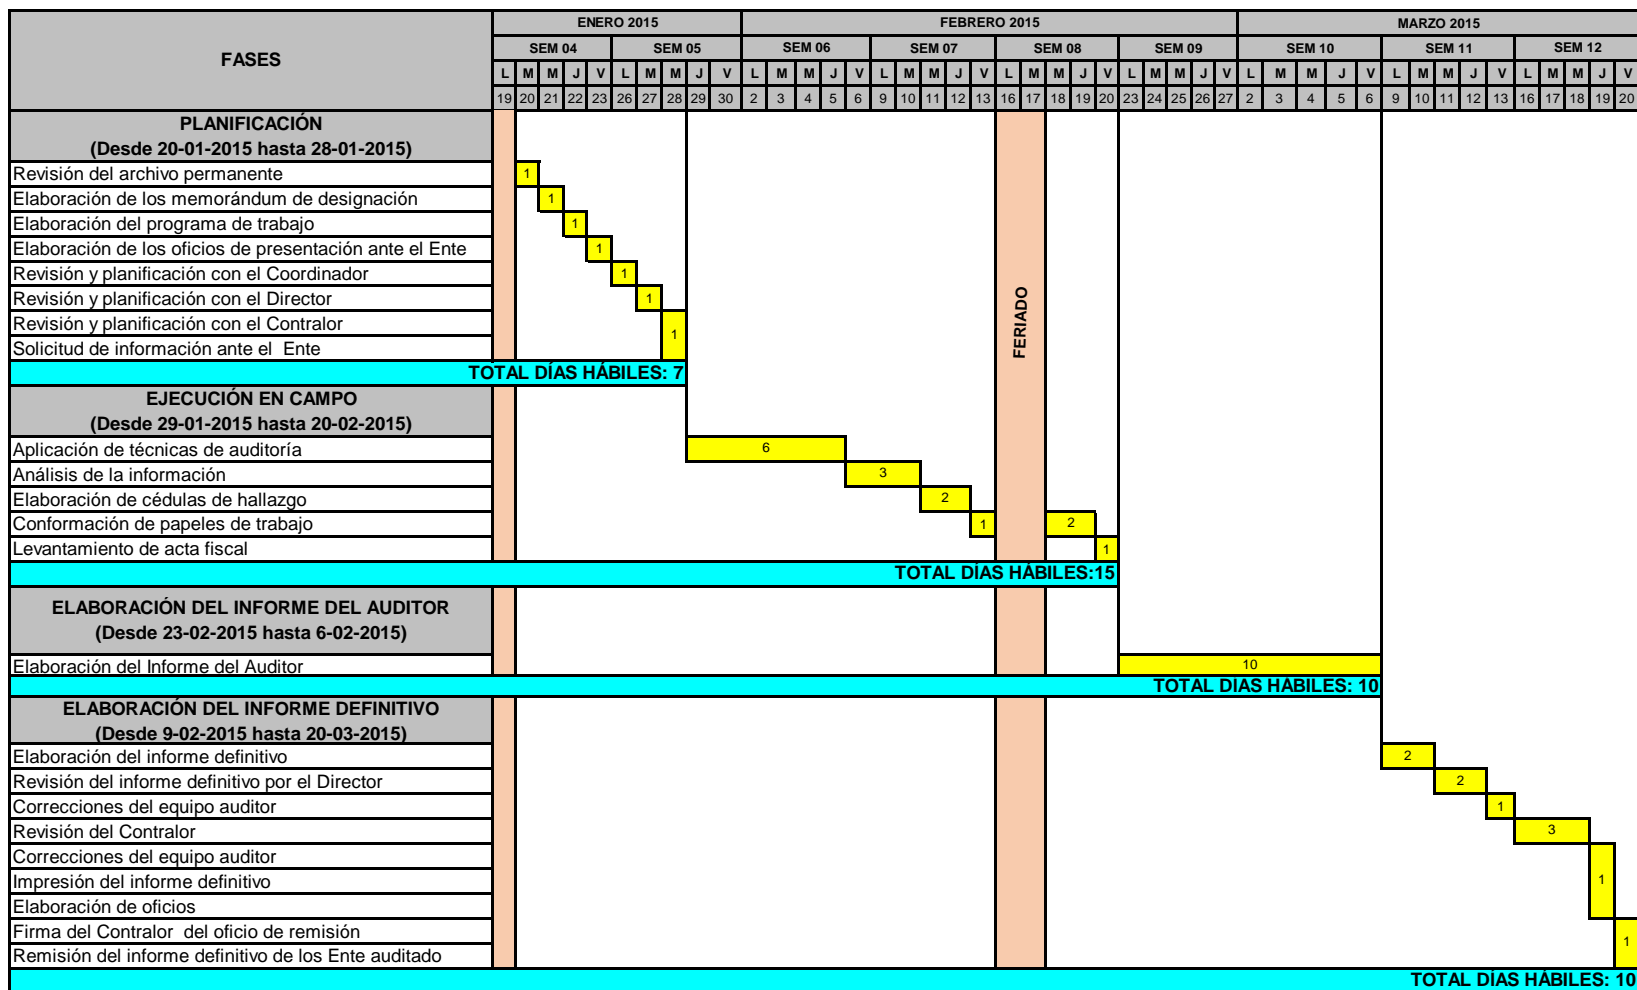 FASES
ENERO 2015 FEBRERO 2015 MARZO 2015
SEM 04 SEM 05 SEM 06 SEM 07 SEM 08 SEM 09 SEM 10 SEM 11 SEM 12
L M M J V L M M J V L M M J V L M M J V L M M J V L M M J V L M M J V L M M J V L M M J V
19 20 21 22 23 26 27 28 29 30 2 3 4 5 6 9 10 11 12 13 16 17 18 19 20 23 24 25 26 27 2 3 4 5 6 9 10 11 12 13 16 17 18 19 20
PLANIFICACIÓN
(Desde 20-01-2015 hasta 28-01-2015)
Revisión del archivo permanente 1
Elaboración de los memorándum de designación 1
Elaboración del programa de trabajo 1
Elaboración de los oficios de presentación ante el Ente 1
Revisión y planificación con el Coordinador 1
Revisión y planificación con el Director 1
Revisión y planificación con el Contralor
1
Solicitud de información ante el Ente
FERIADO
TOTAL DÍAS HÁBILES: 7
EJECUCIÓN EN CAMPO
(Desde 29-01-2015 hasta 20-02-2015)
Aplicación de técnicas de auditoría 6
Análisis de la información 3
Elaboración de cédulas de hallazgo 2
Conformación de papeles de trabajo 1 2
Levantamiento de acta fiscal 1
TOTAL DÍAS HÁBILES:15
ELABORACIÓN DEL INFORME DEL AUDITOR
(Desde 23-02-2015 hasta 6-02-2015)
Elaboración del Informe del Auditor 10
TOTAL DÍAS HÁBILES: 10
ELABORACIÓN DEL INFORME DEFINITIVO
(Desde 9-02-2015 hasta 20-03-2015)
Elaboración del informe definitivo 2
Revisión del informe definitivo por el Director 2
Correcciones del equipo auditor 1
Revisión del Contralor 3
Correcciones del equipo auditor
Impresión del informe definitivo 1
Elaboración de oficios
Firma del Contralor del oficio de remisión
1
Remisión del informe definitivo de los Ente auditado
TOTAL DÍAS HÁBILES: 10